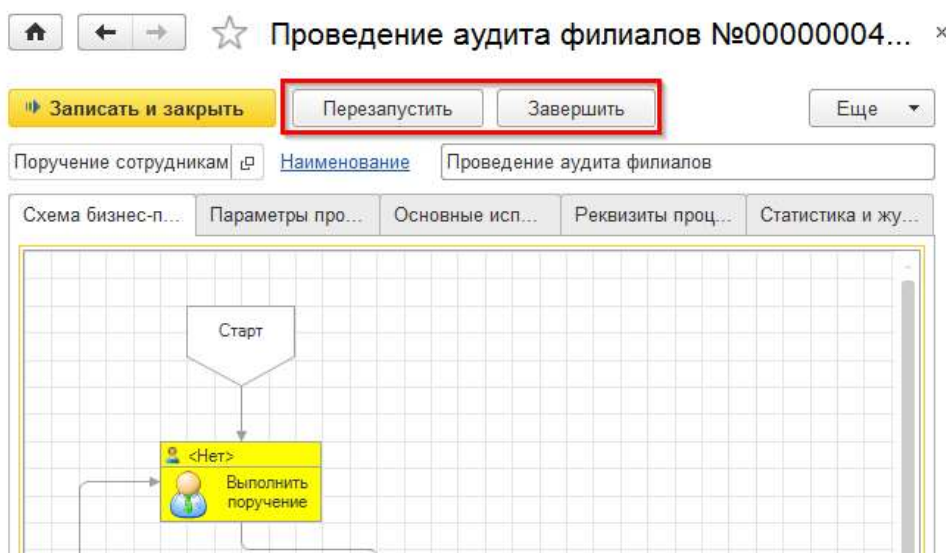 Проведение аудита филиалов №00000004...
Записать и закрыть Перезапустить Завершить Еще
Поручение сотрудникам Наименование Проведение аудита филиалов
Схема бизнес-п... Параметры про... Основные исп... Реквизиты проц... Статистика и жу...
Старт
<Нет>
Выполнить
поручение